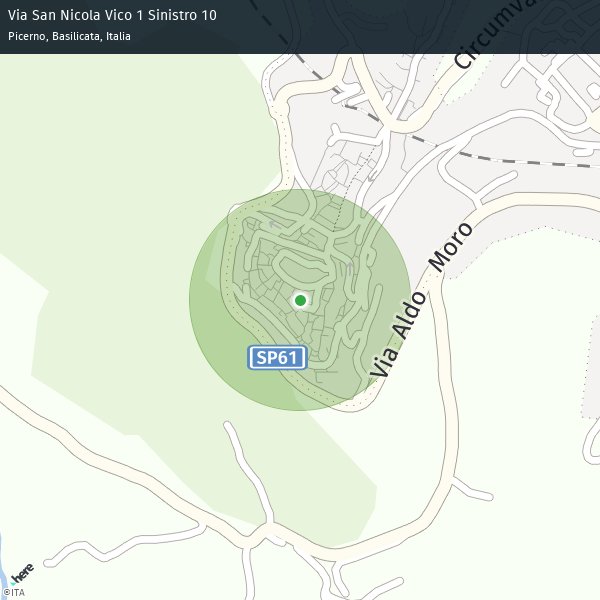 Via San Nicola Vico 1 Sinistro 10
Picerno, Basilicata, Italia
Circumva
Via Aldo Moro
SP61
here
©ITA